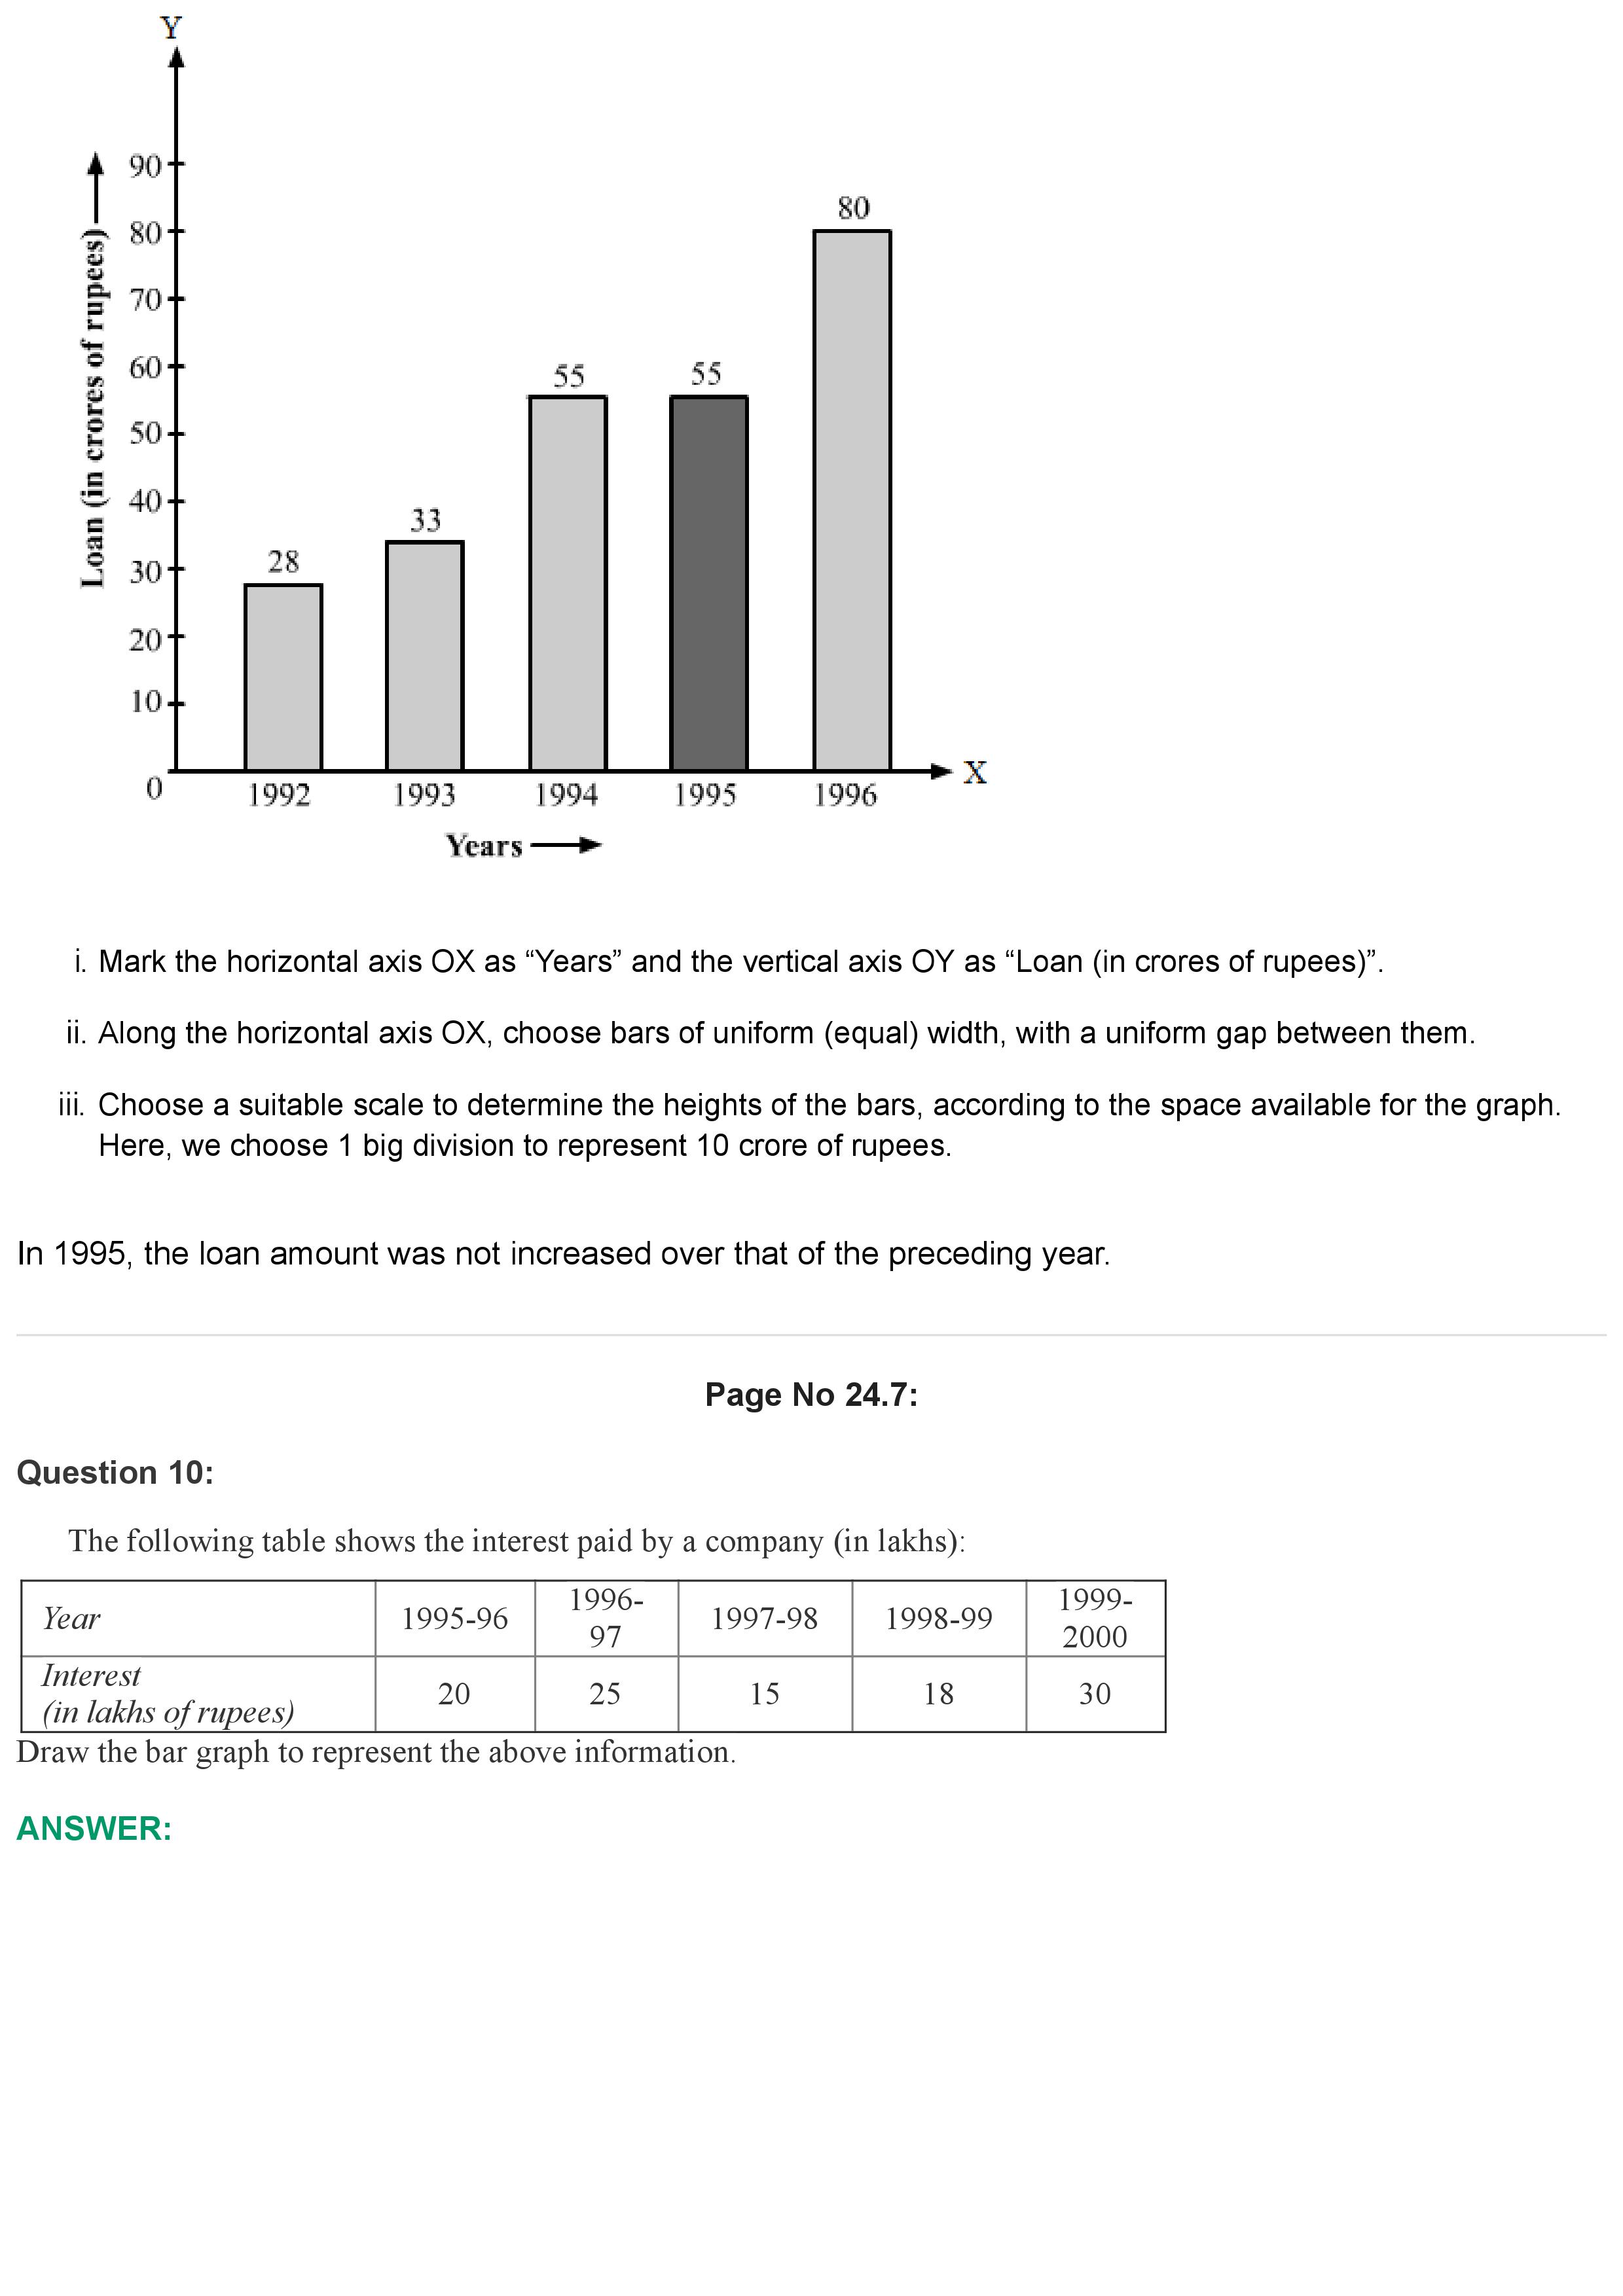 Y
90
80
70
60
50
40
30
20
10
0
Loan (in crores of rupees)
28
33
55
55
80
X
1992 1993 1994 1995 1996
Years
i. Mark the horizontal axis OX as “Years” and the vertical axis OY as “Loan (in crores of rupees)”.
ii. Along the horizontal axis OX, choose bars of uniform (equal) width, with a uniform gap between them.
iii. Choose a suitable scale to determine the heights of the bars, according to the space available for the graph.
Here, we choose 1 big division to represent 10 crore of rupees.
In 1995, the loan amount was not increased over that of the preceding year.
Page No 24.7:
Question 10:
The following table shows the interest paid by a company (in lakhs):
Year 1995-96 1996-97 1997-98 1998-99 1999-2000
Interest
(in lakhs of rupees) 20 25 15 18 30
Draw the bar graph to represent the above information.
ANSWER: